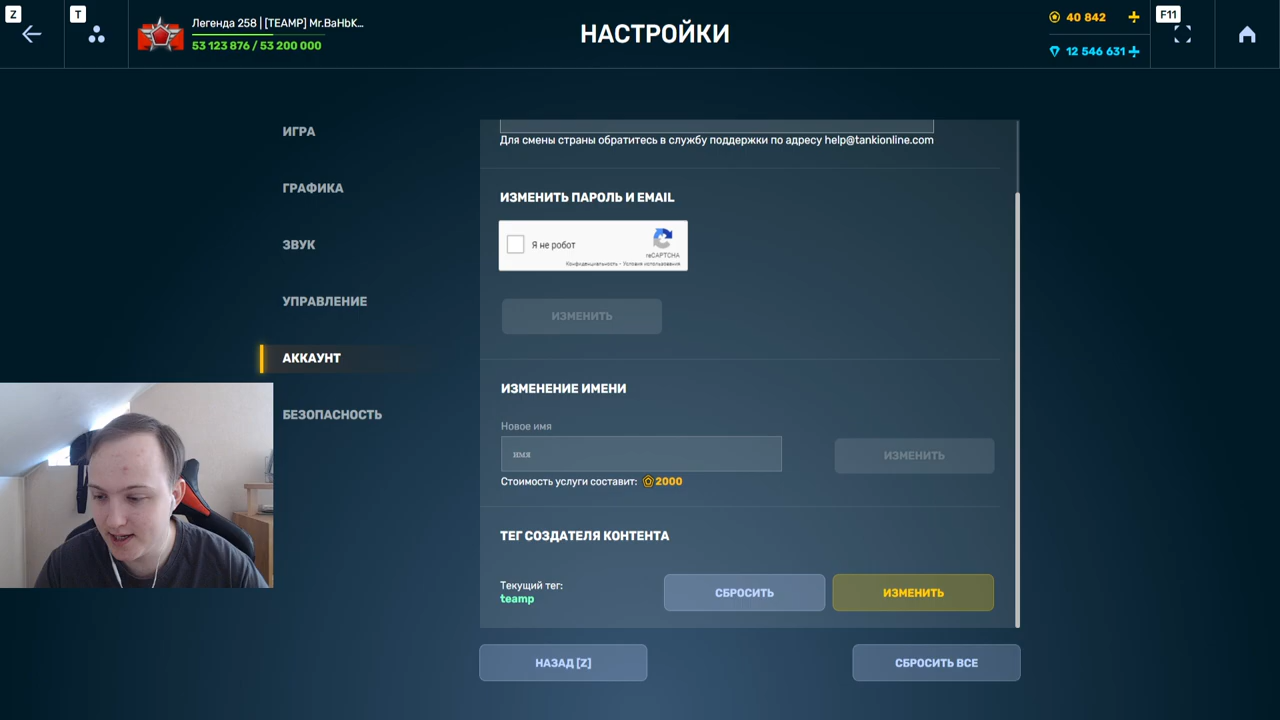 Z
T
Легенда 258 | [TEAMP] Mr.BaHbK...
53 123 876 / 53 200 000
НАСТРОЙКИ
40 842
12 546 631
F11
ИГРА
ГРАФИКА
ЗВУК
УПРАВЛЕНИЕ
АККАУНТ
БЕЗОПАСНОСТЬ
Для смены страны обратитесь в службу поддержки по адресу help@tankionline.com
ИЗМЕНИТЬ ПАРОЛЬ И EMAIL
Я не робот
reCAPTCHA
Конфиденциальность - Условия использования
ИЗМЕНИТЬ
ИЗМЕНЕНИЕ ИМЕНИ
Новое имя
имя
ИЗМЕНИТЬ
Стоимость услуги составит: 2000
ТЕГ СОЗДАТЕЛЯ КОНТЕНТА
Текущий тег:
teamp
СБРОСИТЬ
ИЗМЕНИТЬ
НАЗАД [Z]
СБРОСИТЬ ВСЕ